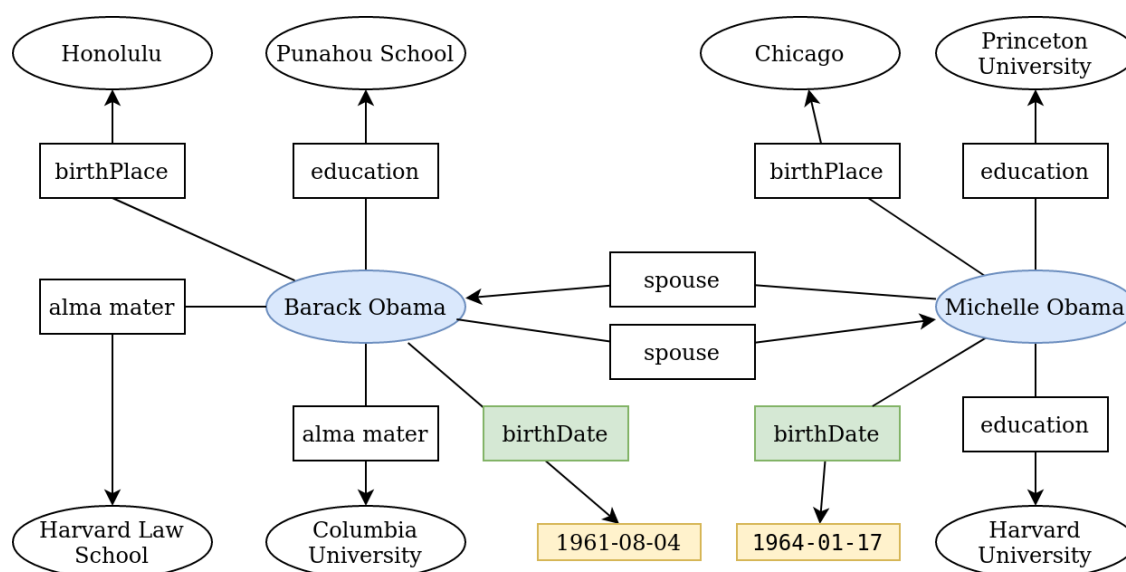 Honolulu
Punahou School
Chicago
Princeton
University
birthPlace
education
birthPlace
education
alma mater
Barack Obama
spouse
spouse
Michelle Obama
alma mater
birthDate
birthDate
education
Harvard Law
School
Columbia
University
1961-08-04
1964-01-17
Harvard
University